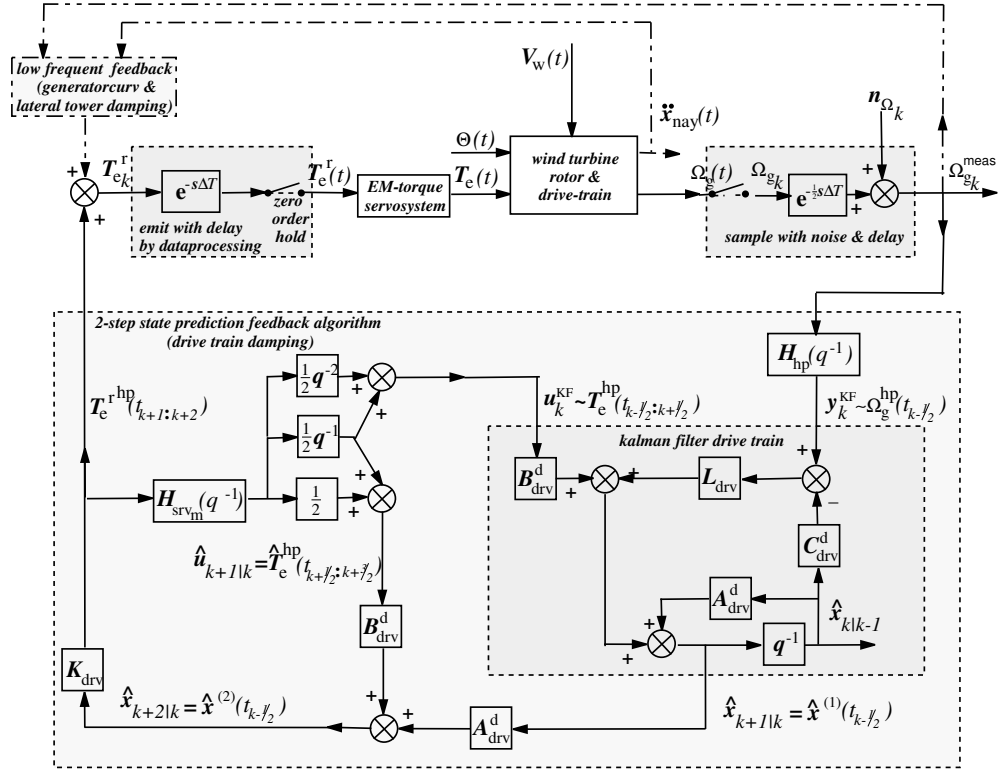 low frequent feedback
(generatorcurv &
lateral tower damping)
V_w(t)
ẍ_nay(t)
n_Ω_k
+
+
T_e_k^r
e^-sΔT
emit with delay
by dataprocessing
zero
order
hold
T_e^r(t)
EM-torque
servosystem
Θ(t)
T_e(t)
wind turbine
rotor &
drive-train
Ω_g(t)
Ω_g_k
e^-½sΔT
+
+
Ω_g_k^meas
sample with noise & delay
2-step state prediction feedback algorithm
(drive train damping)
H_hp(q^-1)
T_e^r^hp(t_k+1:k+2)
½q^-2
+
+
u_k^KF~T_e^hp(t_k-½:k+½)
y_k^KF~Ω_g^hp(t_k-½)
½q^-1
kalman filter drive train
H_srv_m(q^-1)
½
+
+
B_drv^d
+
+
L_drv
+
−
C_drv^d
û_k+1|k = T̂_e^hp(t_k+½:k+3/2)
A_drv^d
x̂_k|k-1
B_drv^d
+
+
q^-1
K_drv
x̂_k+2|k = x̂^(2)(t_k-½)
+
+
A_drv^d
x̂_k+1|k = x̂^(1)(t_k-½)